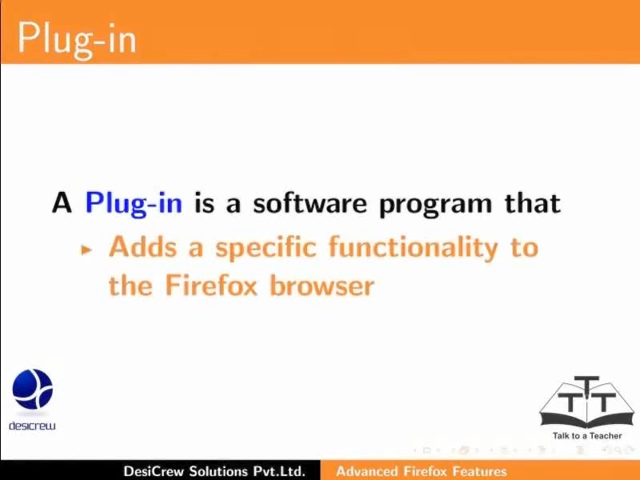 Plug-in
A Plug-in is a software program that
Adds a specific functionality to
the Firefox browser
desicrew
TTT
Talk to a Teacher
DesiCrew Solutions Pvt.Ltd. Advanced Firefox Features